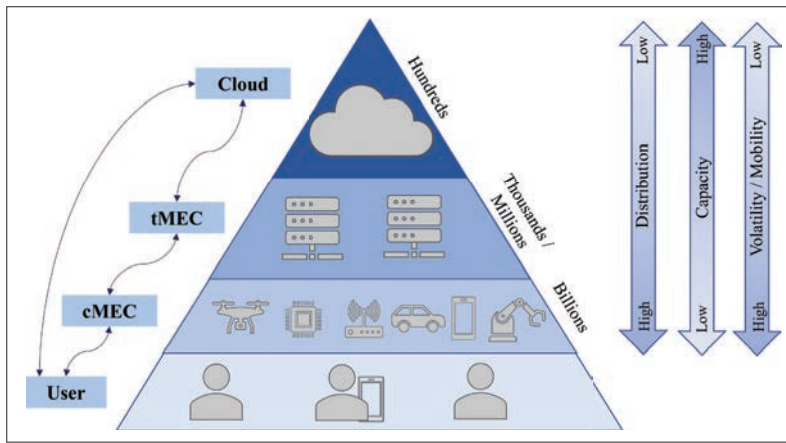 Cloud
tMEC
cMEC
User
Hundreds
Thousands /
Millions
Billions
Low
Distribution
High
High
Capacity
Low
Low
Volatility / Mobility
High